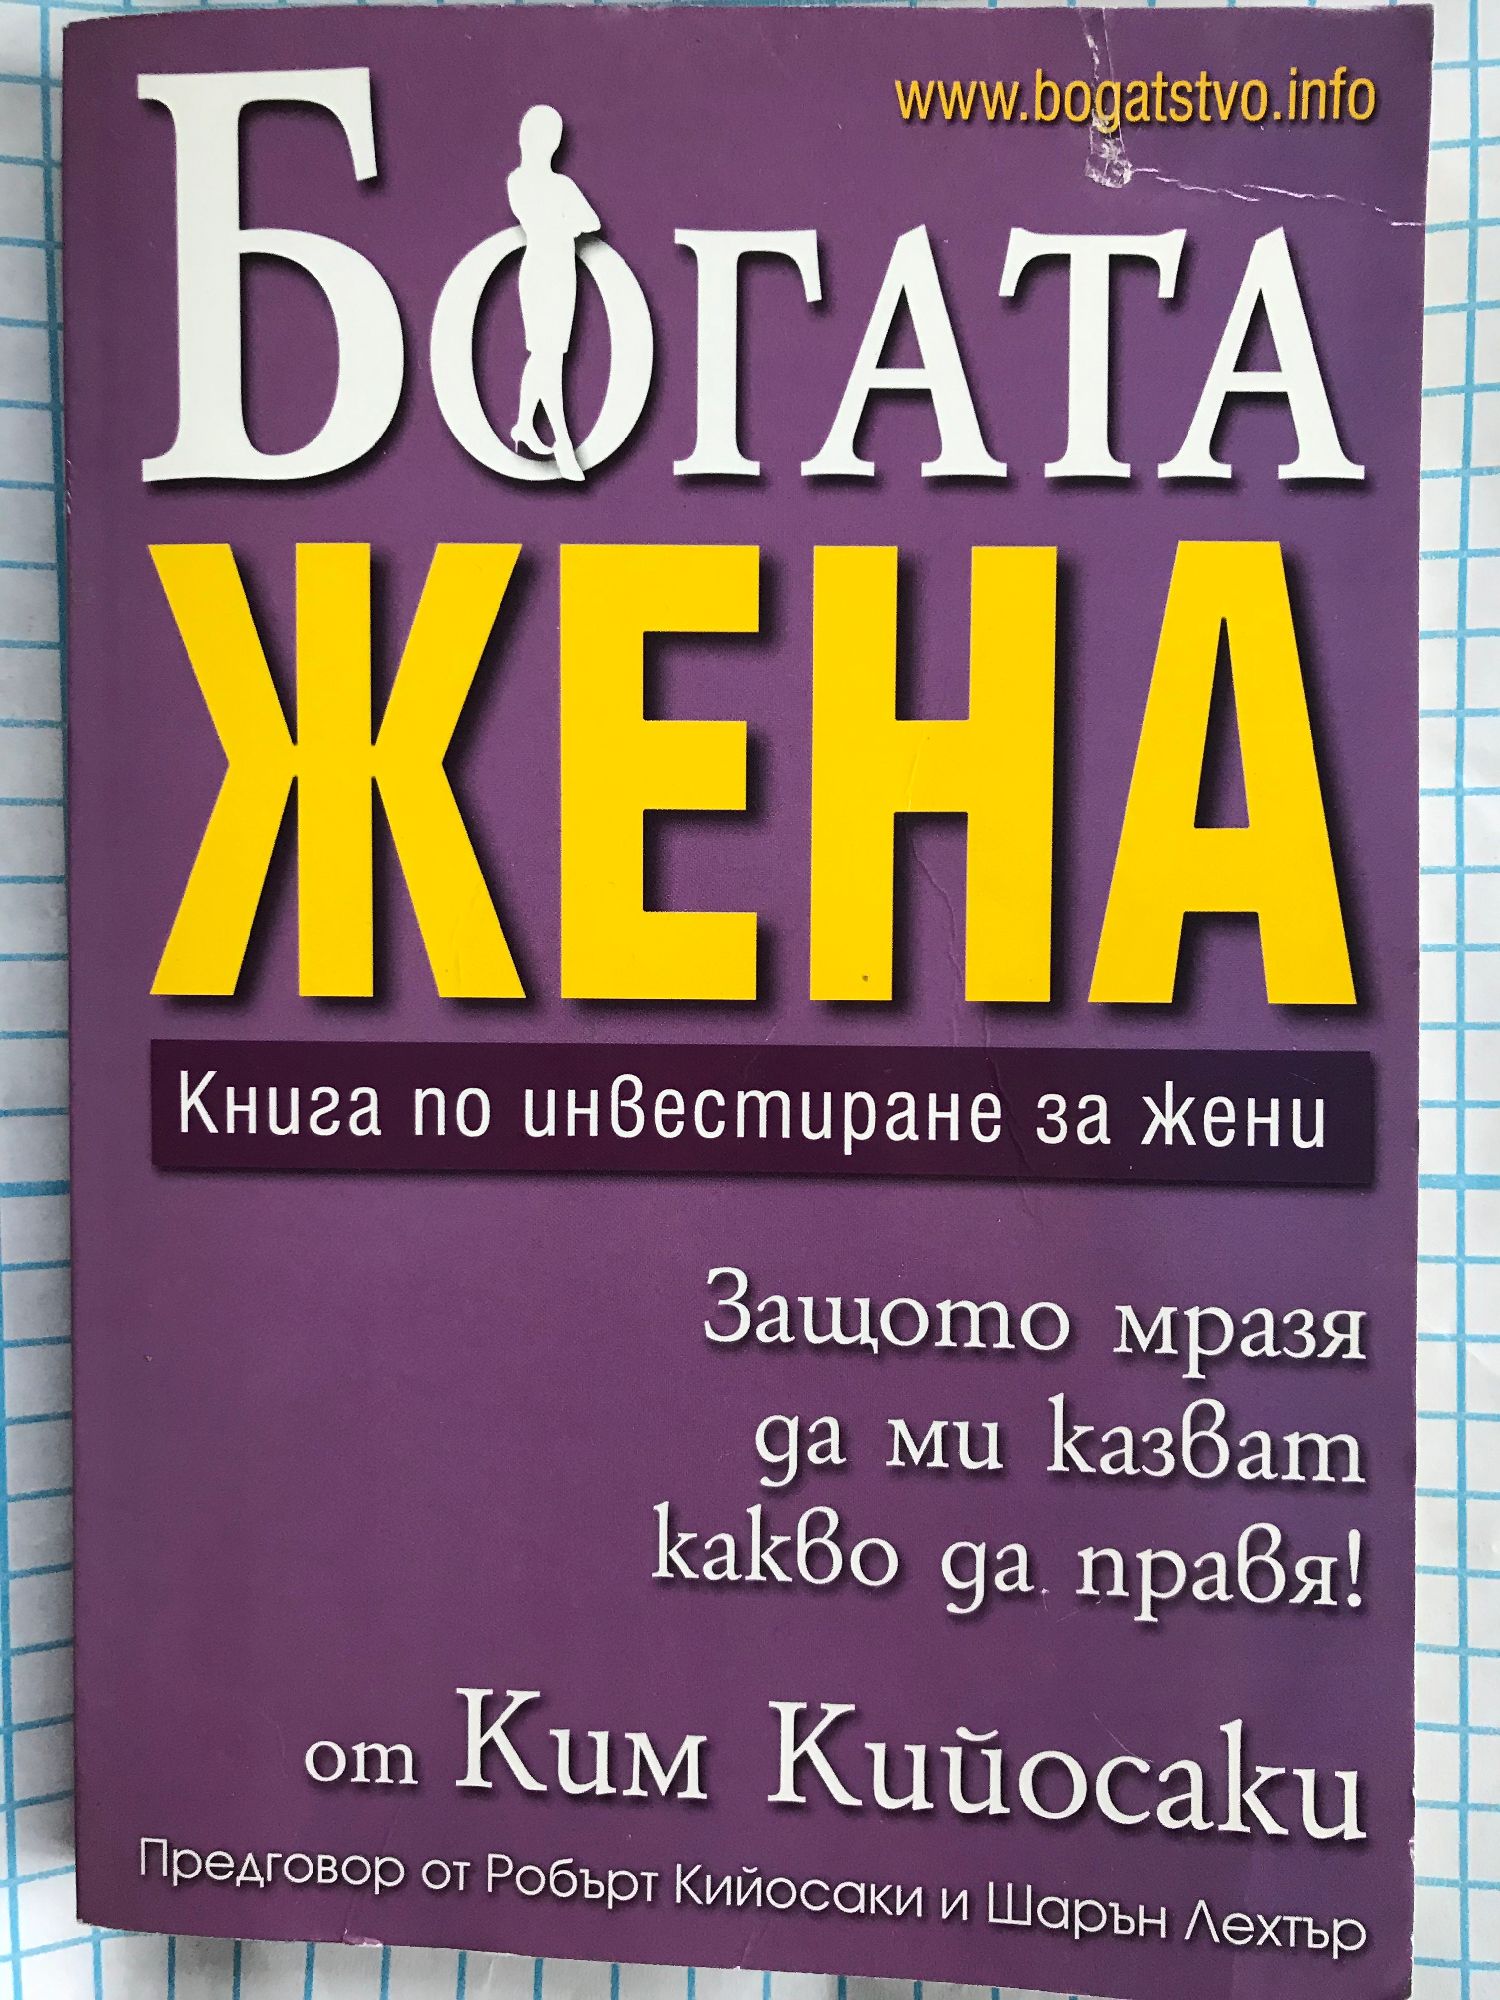 www.bogatstvo.info
БОГАТА
ЖЕНА
Книга по инвестиране за жени
Защото мразя
да ми казват
какво да правя!
от Ким Кийосаки
Предговор от Робърт Кийосаки и Шарън Лехтър